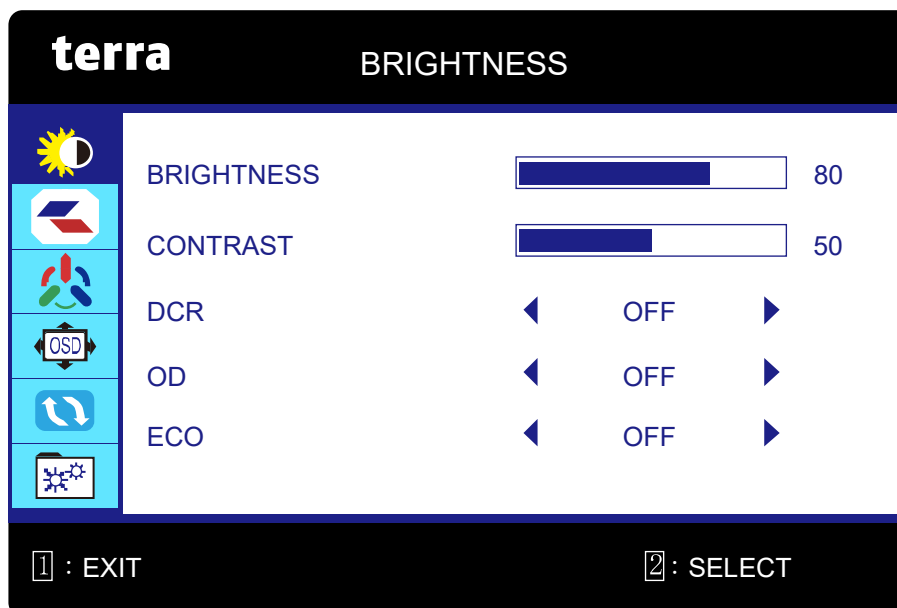 terra
BRIGHTNESS
BRIGHTNESS 80
CONTRAST 50
DCR OFF
OD OFF
OSD
ECO OFF
1 : EXIT 2 : SELECT